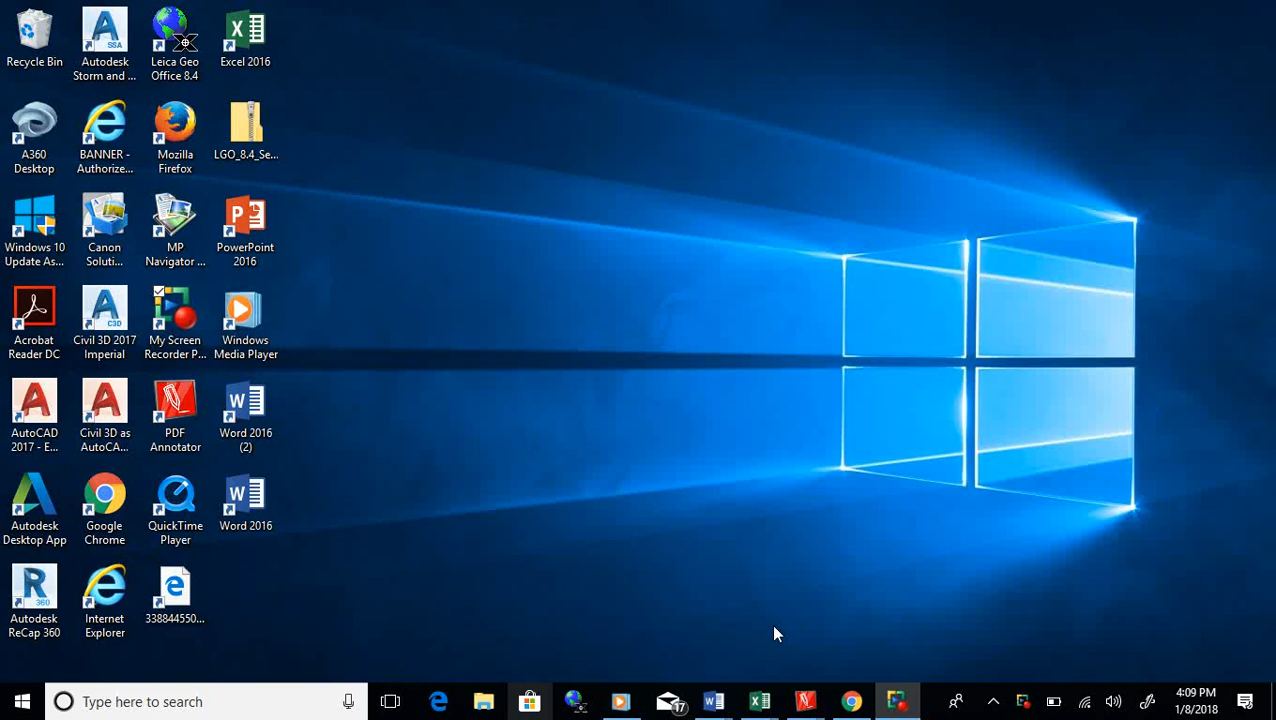 Recycle Bin
Autodesk
Storm and ...
SSA
Leica Geo
Office 8.4
Excel 2016
A360
Desktop
BANNER -
Authorize...
Mozilla
Firefox
LGO_8.4_Se...
Windows 10
Update As...
Canon
Soluti...
MP
Navigator ...
PowerPoint
2016
Acrobat
Reader DC
C3D
Civil 3D 2017
Imperial
My Screen
Recorder P...
Windows
Media Player
AutoCAD
2017 - E...
Civil 3D as
AutoCA...
PDF
Annotator
Word 2016
(2)
Autodesk
Desktop App
Google
Chrome
QuickTime
Player
Word 2016
360
Autodesk
ReCap 360
Internet
Explorer
338844550...
Type here to search
17
4:09 PM
1/8/2018